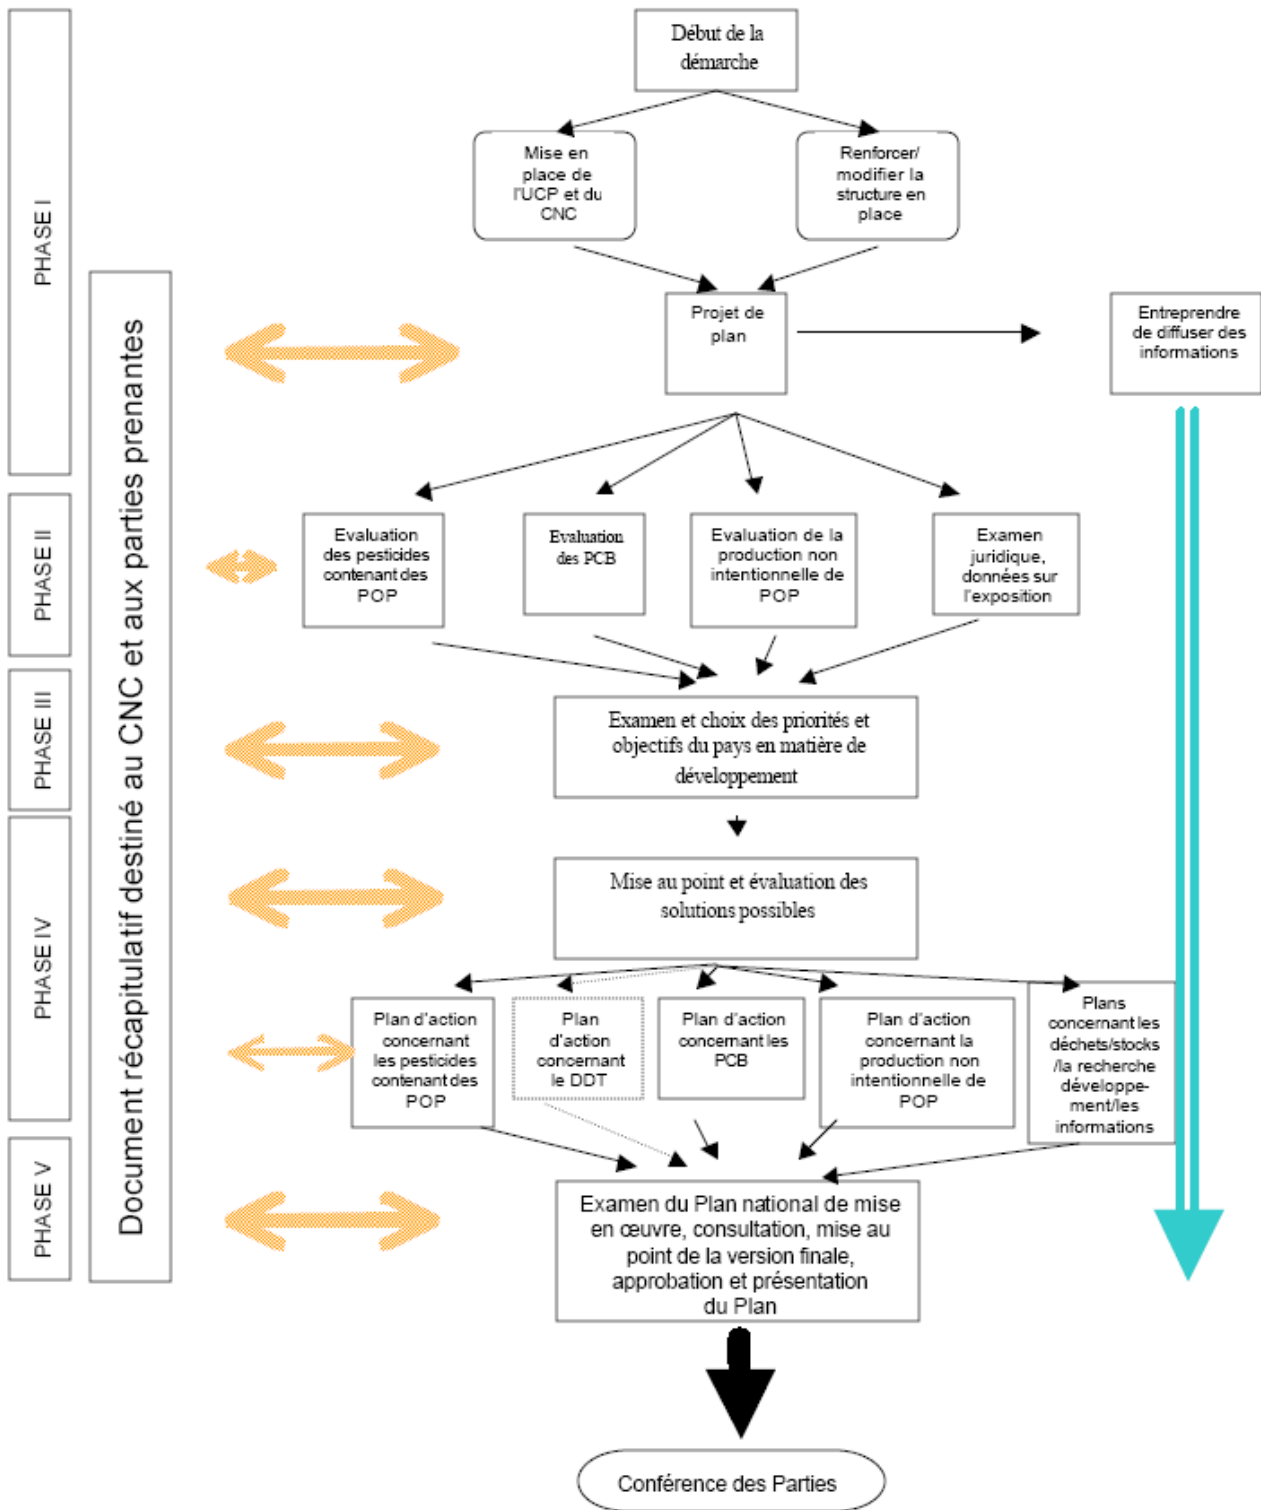 Début de la
démarche
Mise en
place de
l'UCP et du
CNC
Renforcer/
modifier la
structure en
place
PHASE I
Projet de
plan
Entreprendre
de diffuser des
informations
Document récapitulatif destiné au CNC et aux parties prenantes
PHASE II
Evaluation
des pesticides
contenant des
POP
Evaluation
des PCB
Evaluation de la
production non
intentionnelle de
POP
Examen
juridique,
données sur
l'exposition
PHASE III
Examen et choix des priorités et
objectifs du pays en matière de
développement
PHASE IV
Mise au point et évaluation des
solutions possibles
Plan d'action
concernant
les pesticides
contenant des
POP
Plan
d'action
concernant
le DDT
Plan d'action
concernant les
PCB
Plan d'action
concernant la
production non
intentionnelle de
POP
Plans
concernant les
déchets/stocks
/la recherche
développe-
ment/les
informations
PHASE V
Examen du Plan national de mise
en œuvre, consultation, mise au
point de la version finale,
approbation et présentation
du Plan
Conférence des Parties